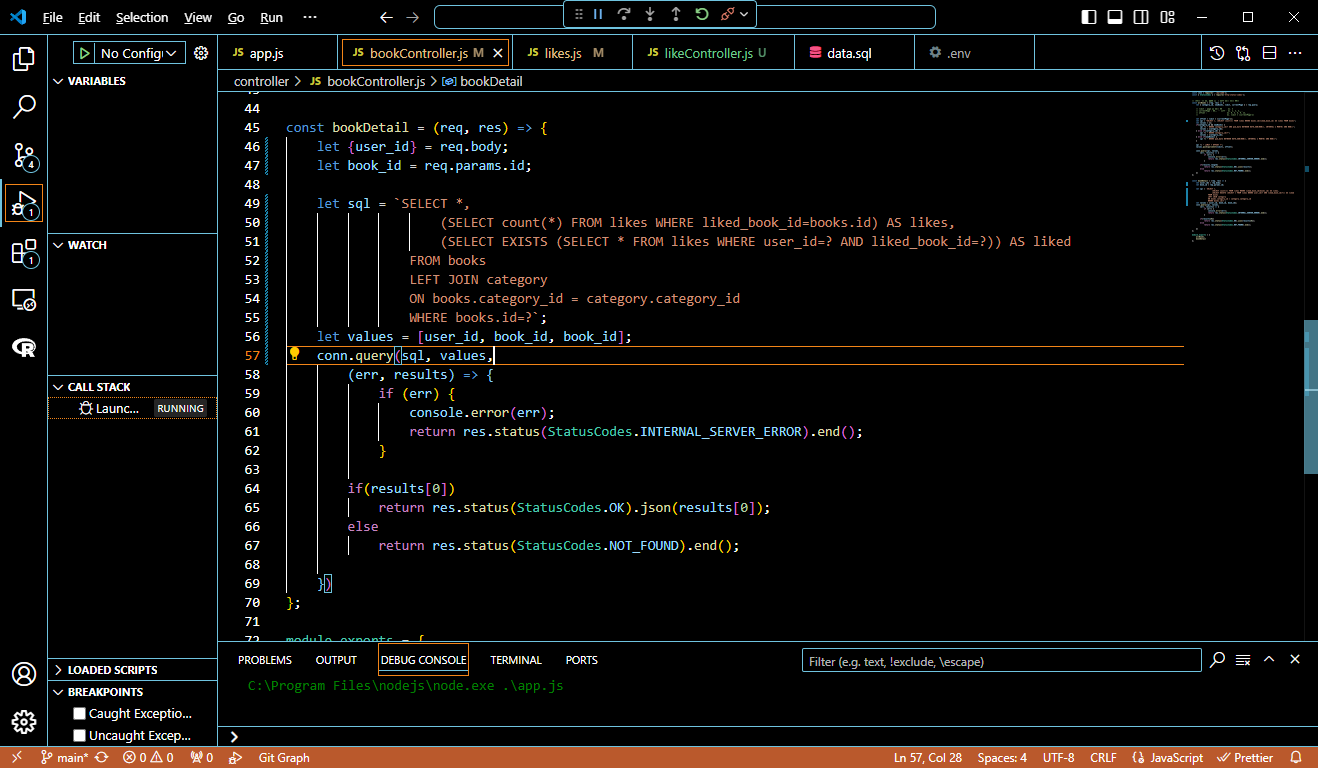 File Edit Selection View Go Run ···
No Configi
app.js
bookController.js M
likes.js M
likeController.js U
data.sql
.env
controller > JS bookController.js > bookDetail
VARIABLES
WATCH
CALL STACK
Launc... RUNNING
LOADED SCRIPTS
BREAKPOINTS
Caught Exceptio...
Uncaught Excep...
4
1
1
44
45 const bookDetail = (req, res) => {
46 let {user_id} = req.body;
47 let book_id = req.params.id;
48
49 let sql = `SELECT *,
50 (SELECT count(*) FROM likes WHERE liked_book_id=books.id) AS likes,
51 (SELECT EXISTS (SELECT * FROM likes WHERE user_id=? AND liked_book_id=?)) AS liked
52 FROM books
53 LEFT JOIN category
54 ON books.category_id = category.category_id
55 WHERE books.id=?`;
56 let values = [user_id, book_id, book_id];
57 conn.query(sql, values,
58 (err, results) => {
59 if (err) {
60 console.error(err);
61 return res.status(StatusCodes.INTERNAL_SERVER_ERROR).end();
62 }
63
64 if(results[0])
65 return res.status(StatusCodes.OK).json(results[0]);
66 else
67 return res.status(StatusCodes.NOT_FOUND).end();
68
69 })
70 };
71
72 module.exports = {
PROBLEMS OUTPUT DEBUG CONSOLE TERMINAL PORTS
Filter (e.g. text, !exclude, \escape)
C:\Program Files\nodejs\node.exe .\app.js
main* 0 0 0 Git Graph Ln 57, Col 28 Spaces: 4 UTF-8 CRLF {} JavaScript Prettier